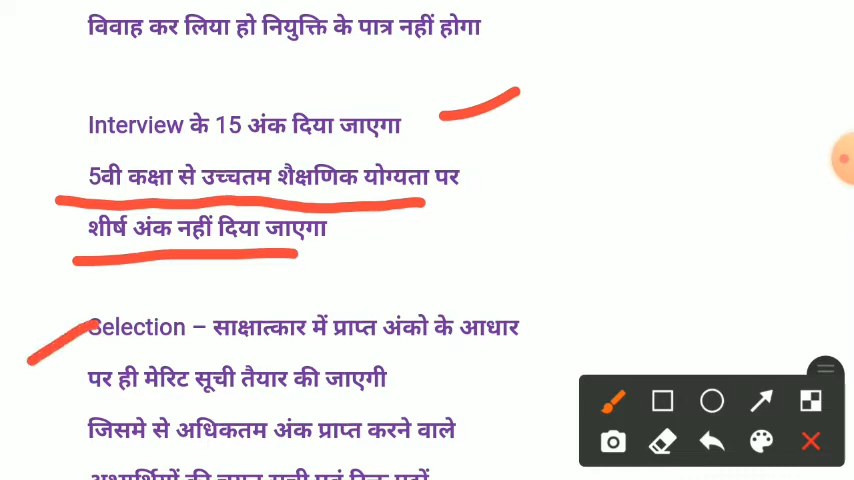 विवाह कर लिया हो नियुक्ति के पात्र नहीं होगा
Interview के 15 अंक दिया जाएगा
5वी कक्षा से उच्चतम शैक्षणिक योग्यता पर
शीर्ष अंक नहीं दिया जाएगा
Selection – साक्षात्कार में प्राप्त अंको के आधार
पर ही मेरिट सूची तैयार की जाएगी
जिसमे से अधिकतम अंक प्राप्त करने वाले